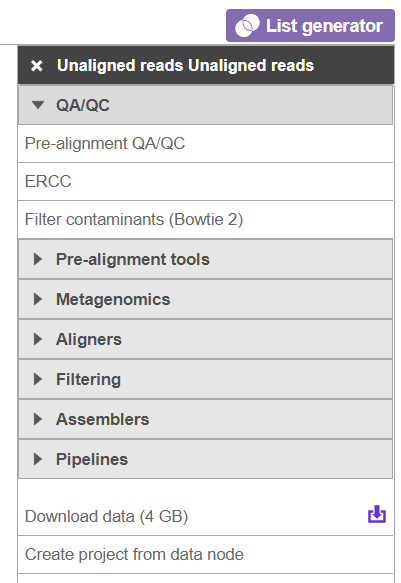 List generator
Unaligned reads Unaligned reads
QA/QC
Pre-alignment QA/QC
ERCC
Filter contaminants (Bowtie 2)
Pre-alignment tools
Metagenomics
Aligners
Filtering
Assemblers
Pipelines
Download data (4 GB)
Create project from data node